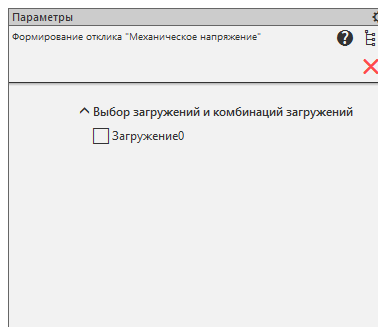 Параметры
Формирование отклика "Механическое напряжение"
Выбор загружений и комбинаций загружений
Загружение0